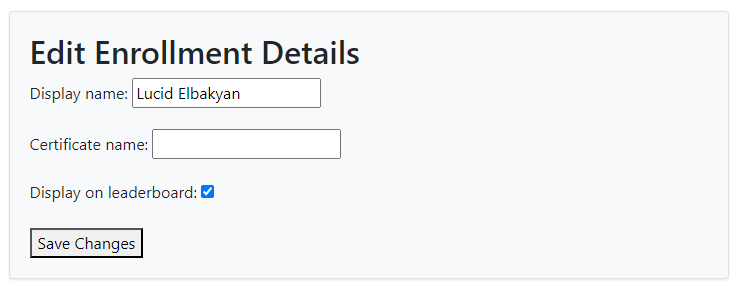 Edit Enrollment Details
Display name: Lucid Elbakyan
Certificate name:
Display on leaderboard:
Save Changes